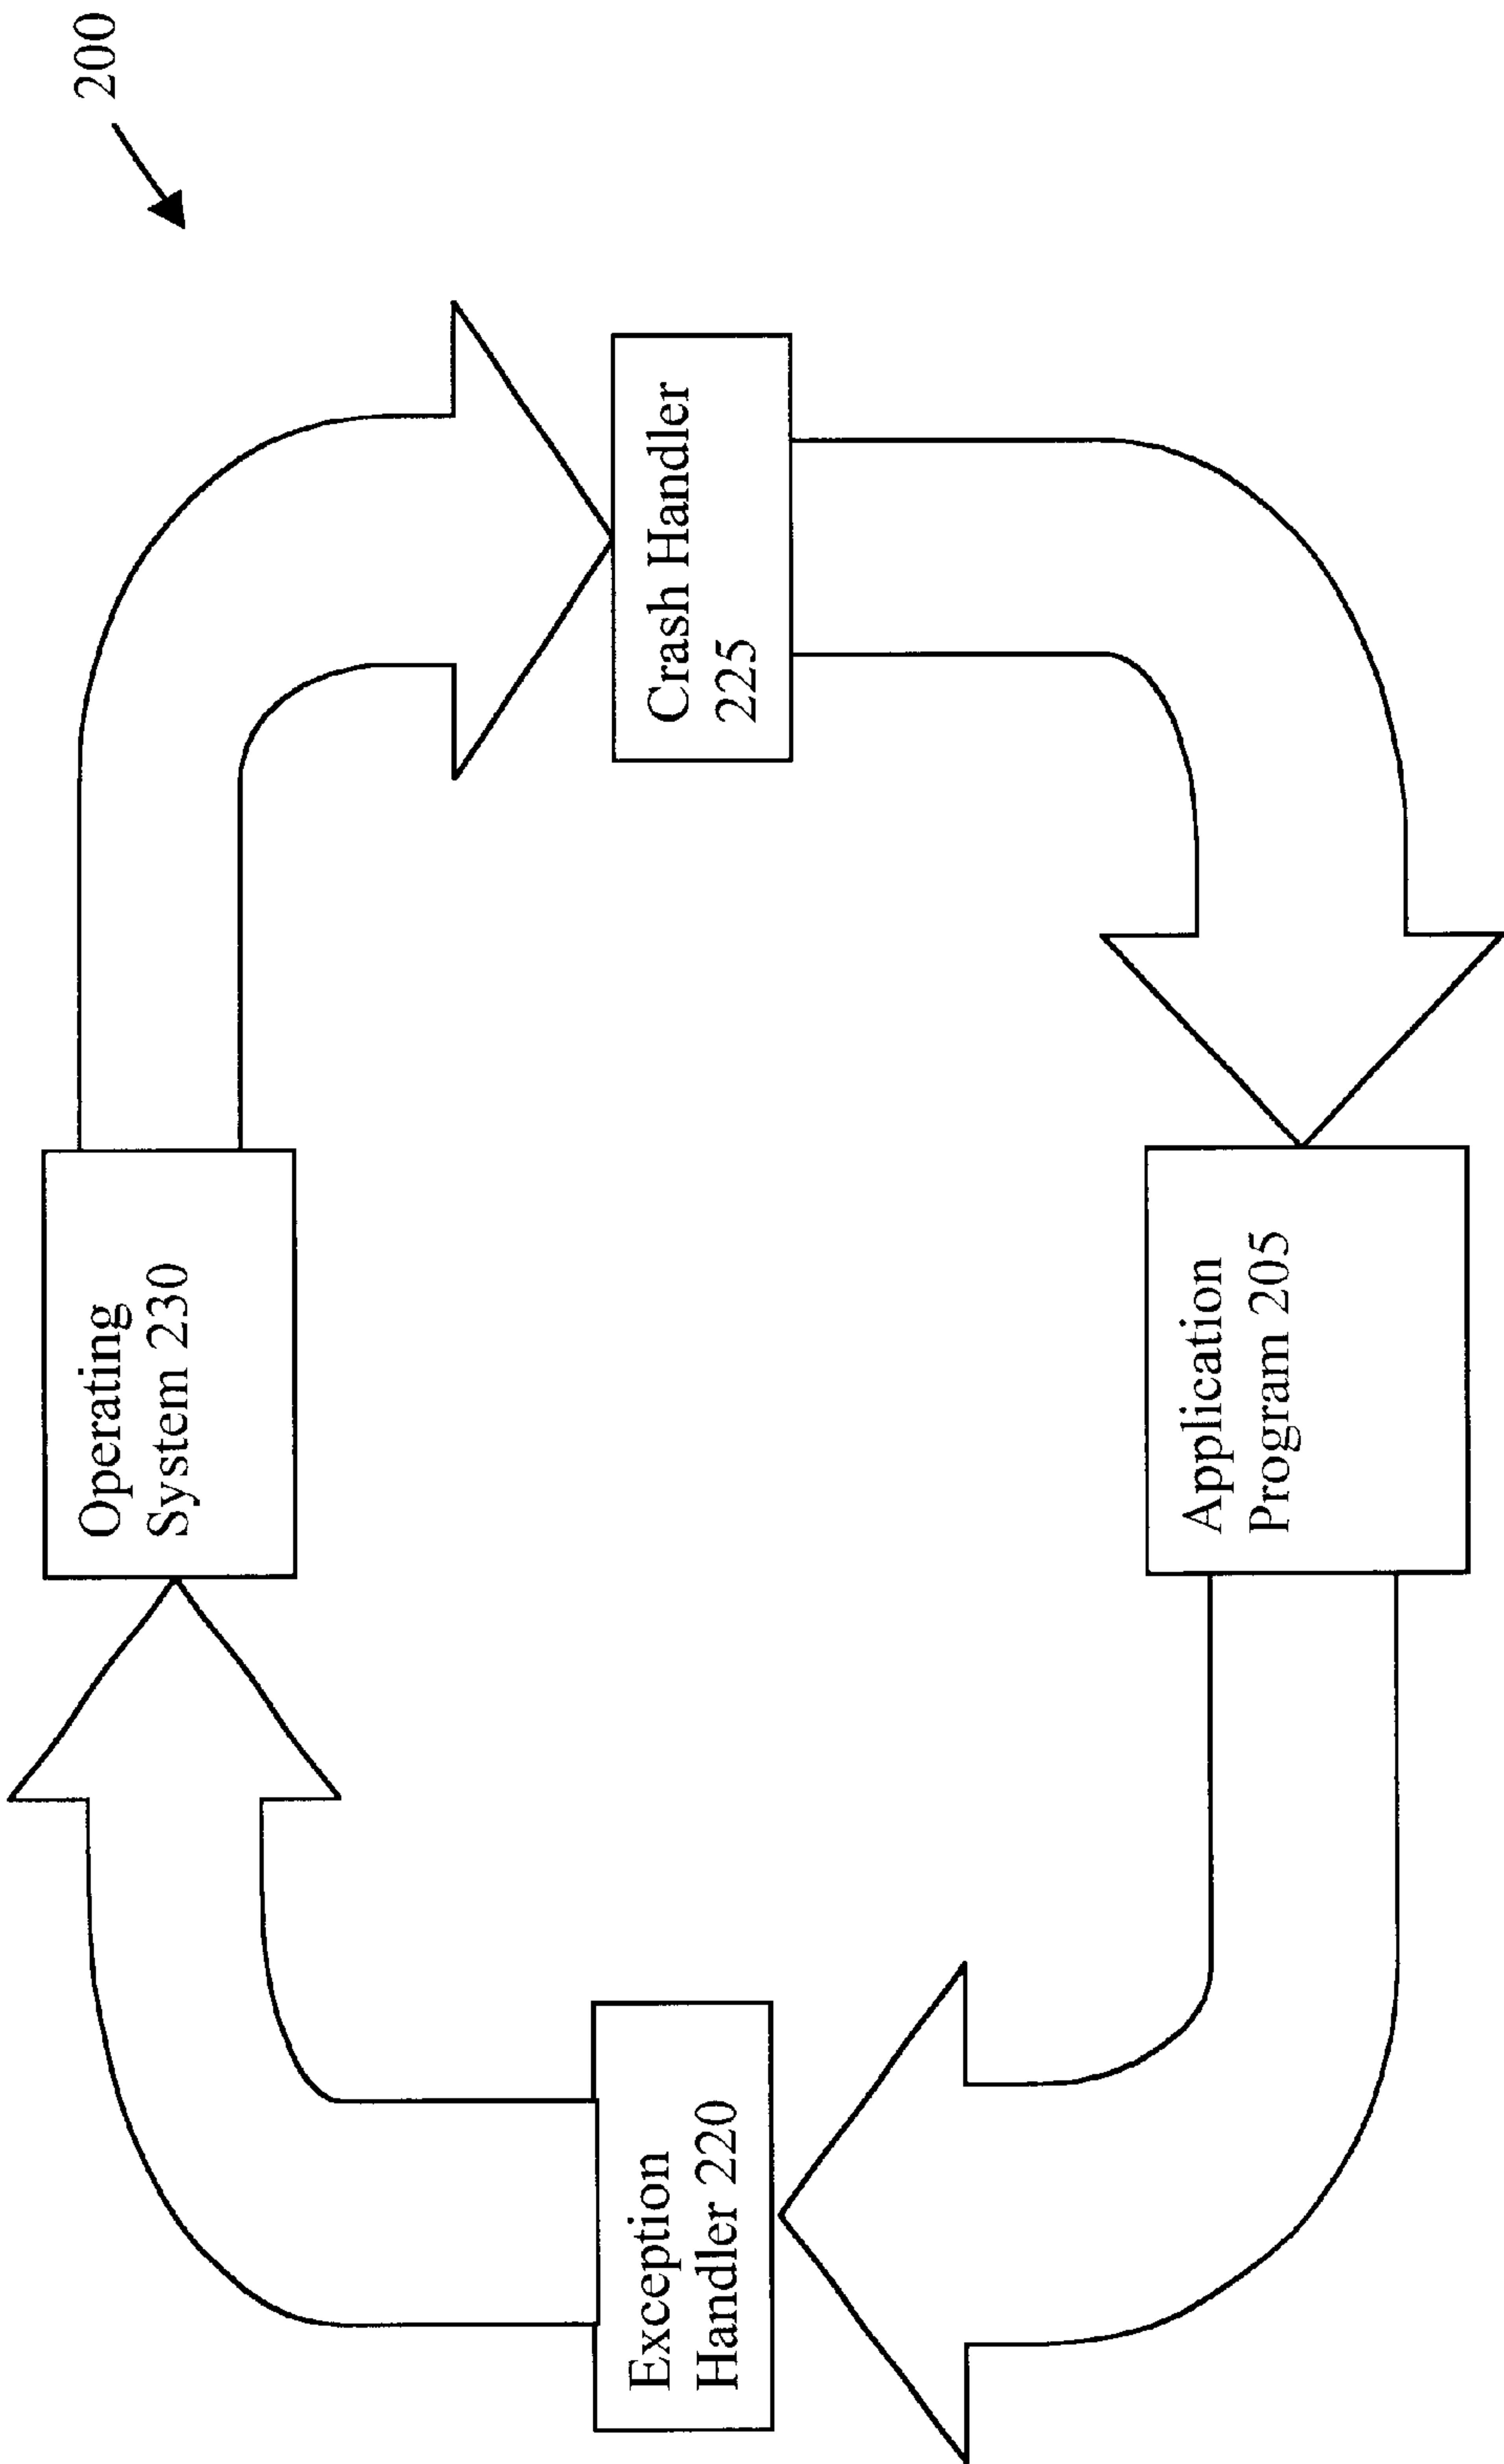 200
Operating
System 230
Crash Handler
225
Exception
Handler 220
Application
Program 205